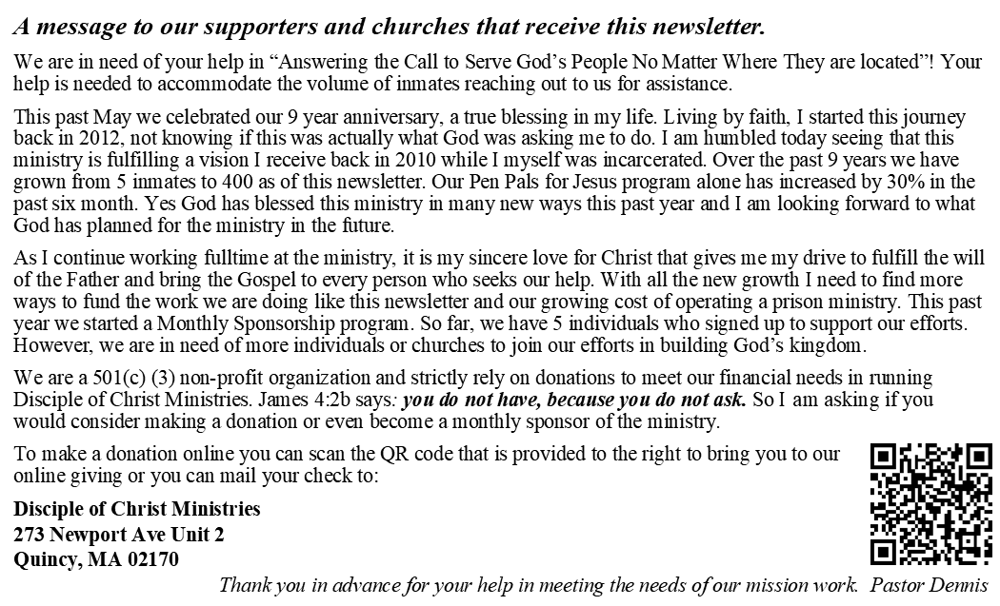 A message to our supporters and churches that receive this newsletter.
We are in need of your help in “Answering the Call to Serve God’s People No Matter Where They are located”! Your
help is needed to accommodate the volume of inmates reaching out to us for assistance.
This past May we celebrated our 9 year anniversary, a true blessing in my life. Living by faith, I started this journey
back in 2012, not knowing if this was actually what God was asking me to do. I am humbled today seeing that this
ministry is fulfilling a vision I receive back in 2010 while I myself was incarcerated. Over the past 9 years we have
grown from 5 inmates to 400 as of this newsletter. Our Pen Pals for Jesus program alone has increased by 30% in the
past six month. Yes God has blessed this ministry in many new ways this past year and I am looking forward to what
God has planned for the ministry in the future.
As I continue working fulltime at the ministry, it is my sincere love for Christ that gives me my drive to fulfill the will
of the Father and bring the Gospel to every person who seeks our help. With all the new growth I need to find more
ways to fund the work we are doing like this newsletter and our growing cost of operating a prison ministry. This past
year we started a Monthly Sponsorship program. So far, we have 5 individuals who signed up to support our efforts.
However, we are in need of more individuals or churches to join our efforts in building God’s kingdom.
We are a 501(c) (3) non-profit organization and strictly rely on donations to meet our financial needs in running
Disciple of Christ Ministries. James 4:2b says: you do not have, because you do not ask. So I am asking if you
would consider making a donation or even become a monthly sponsor of the ministry.
To make a donation online you can scan the QR code that is provided to the right to bring you to our
online giving or you can mail your check to:
Disciple of Christ Ministries
273 Newport Ave Unit 2
Quincy, MA 02170
Thank you in advance for your help in meeting the needs of our mission work. Pastor Dennis